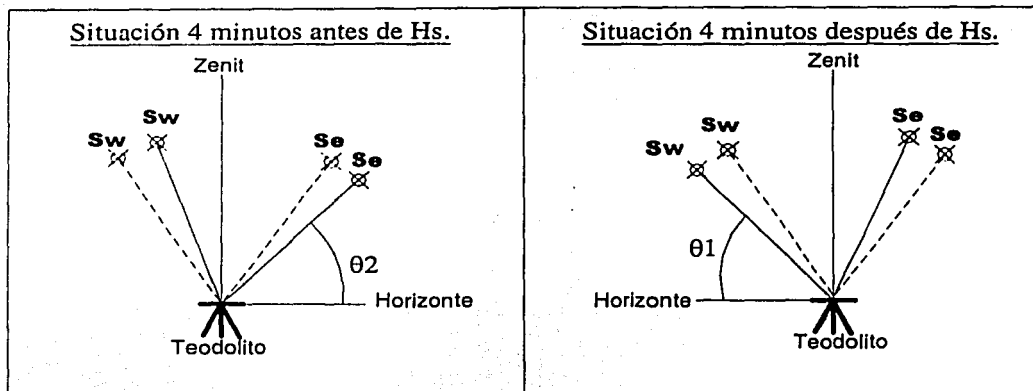 Situación 4 minutos antes de Hs.
Zenit
Sw
Sw
Se
Se
θ2
Horizonte
Teodolito
Situación 4 minutos después de Hs.
Zenit
Sw
Sw
Se
Se
θ1
Horizonte
Teodolito